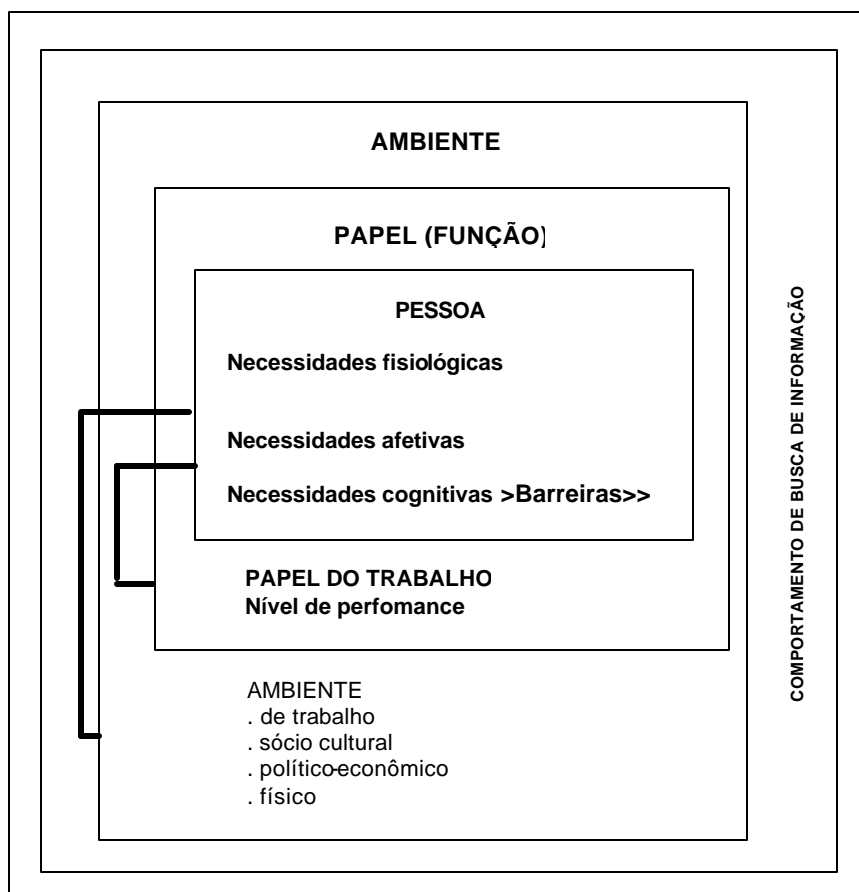 AMBIENTE
PAPEL (FUNÇÃO)
PESSOA
Necessidades fisiológicas
Necessidades afetivas
Necessidades cognitivas >Barreiras>>
PAPEL DO TRABALHO
Nível de perfomance
AMBIENTE
. de trabalho
. sócio cultural
. político-econômico
. físico
COMPORTAMENTO DE BUSCA DE INFORMAÇÃO